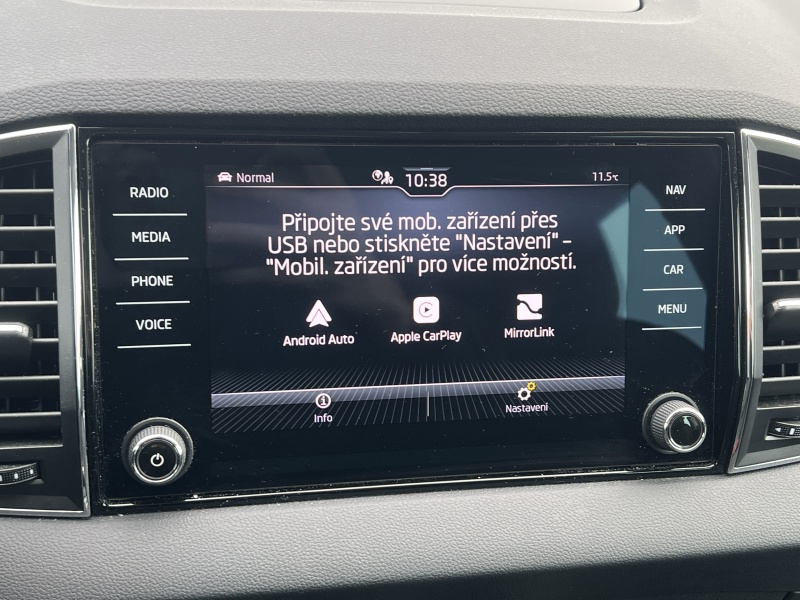 RADIO
MEDIA
PHONE
VOICE
Normal
10:38
11.5°C
Připojte své mob. zařízení přes
USB nebo stiskněte "Nastavení" –
"Mobil. zařízení" pro více možností.
Android Auto
Apple CarPlay
MirrorLink
Info
Nastavení
NAV
APP
CAR
MENU